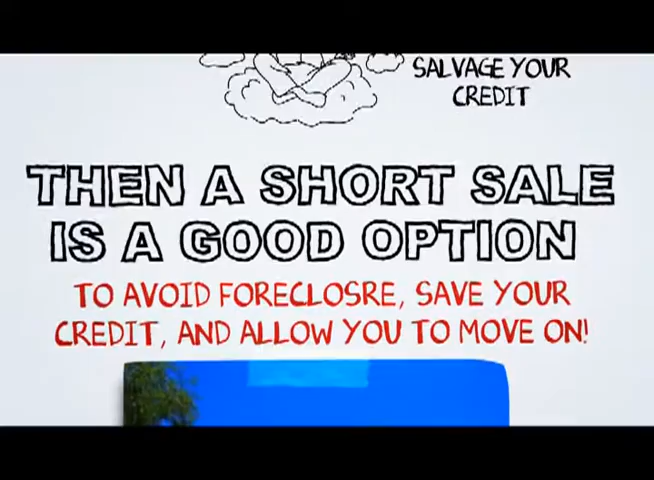 SALVAGE YOUR
CREDIT
THEN A SHORT SALE
IS A GOOD OPTION
TO AVOID FORECLOSRE, SAVE YOUR
CREDIT, AND ALLOW YOU TO MOVE ON!